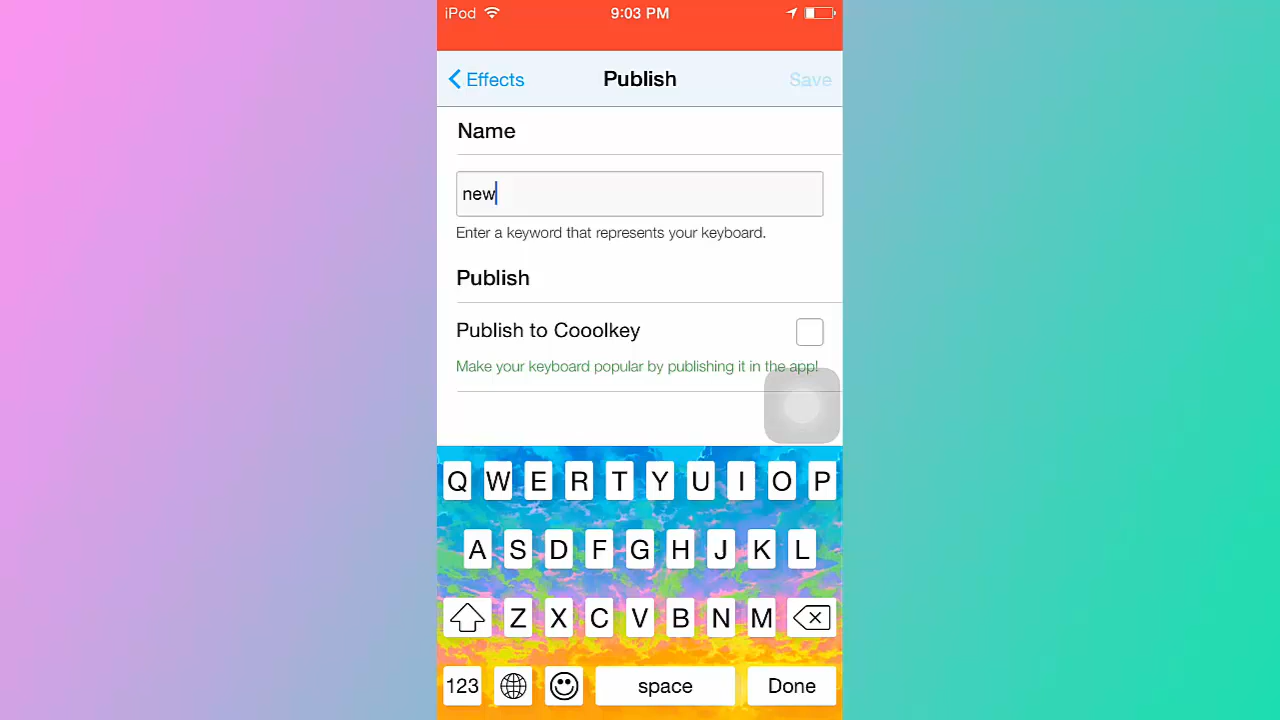 iPod 9:03 PM
Effects Publish Save
Name
new
Enter a keyword that represents your keyboard.
Publish
Publish to Cooolkey
Make your keyboard popular by publishing it in the app!
Q W E R T Y U I O P
A S D F G H J K L
Z X C V B N M
123 space Done